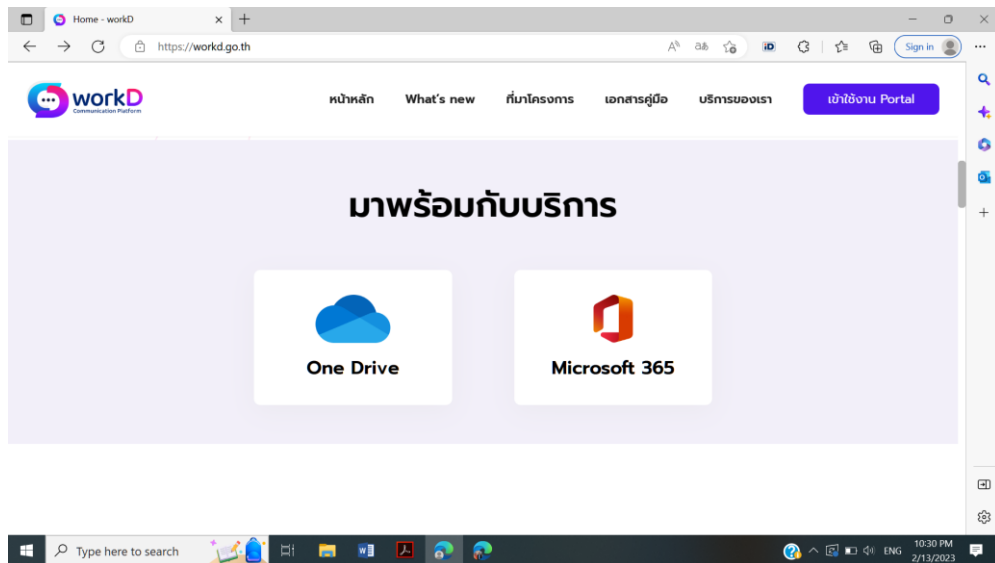 Home - workD
https://workd.go.th
Sign in
workD
Communication Platform
หน้าหลัก What's new ที่มาโครงการ เอกสารคู่มือ บริการของเรา เข้าใช้งาน Portal
มาพร้อมกับบริการ
One Drive Microsoft 365
Type here to search
ENG
10:30 PM
2/13/2023